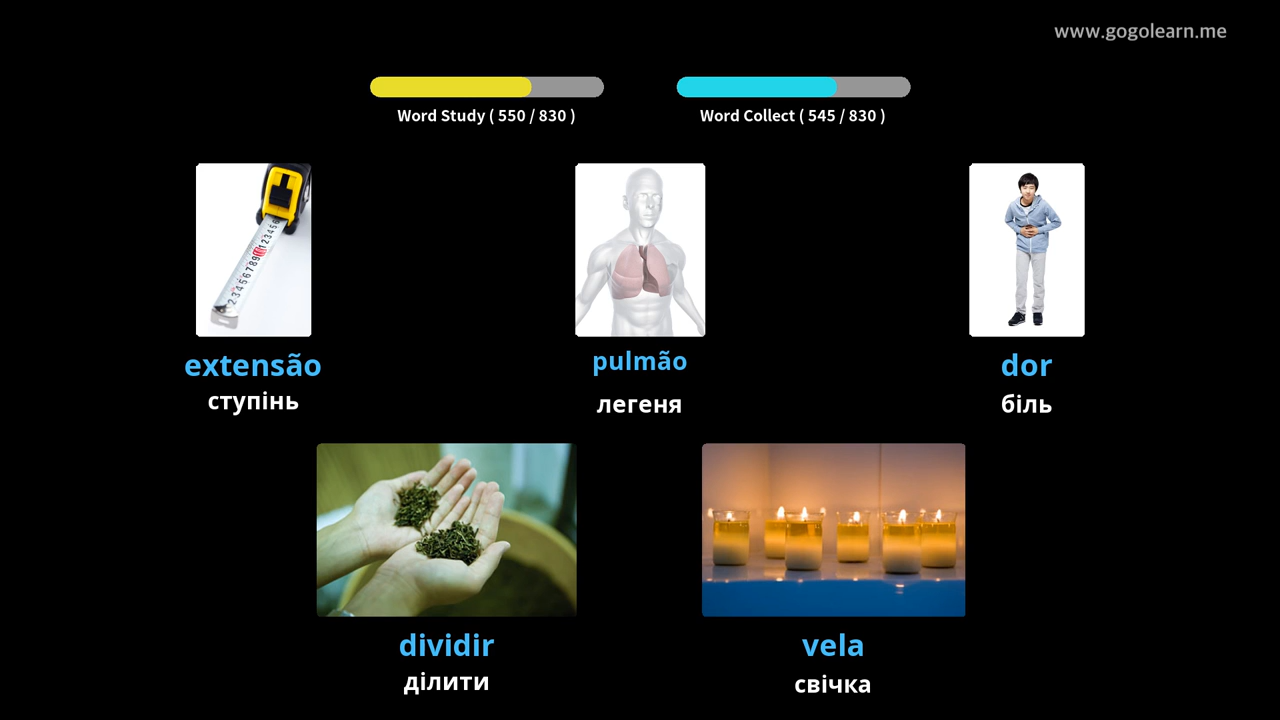 www.gogolearn.me
Word Study ( 550 / 830 )
Word Collect ( 545 / 830 )
extensão
ступінь
pulmão
легеня
dor
біль
dividir
ділити
vela
свічка